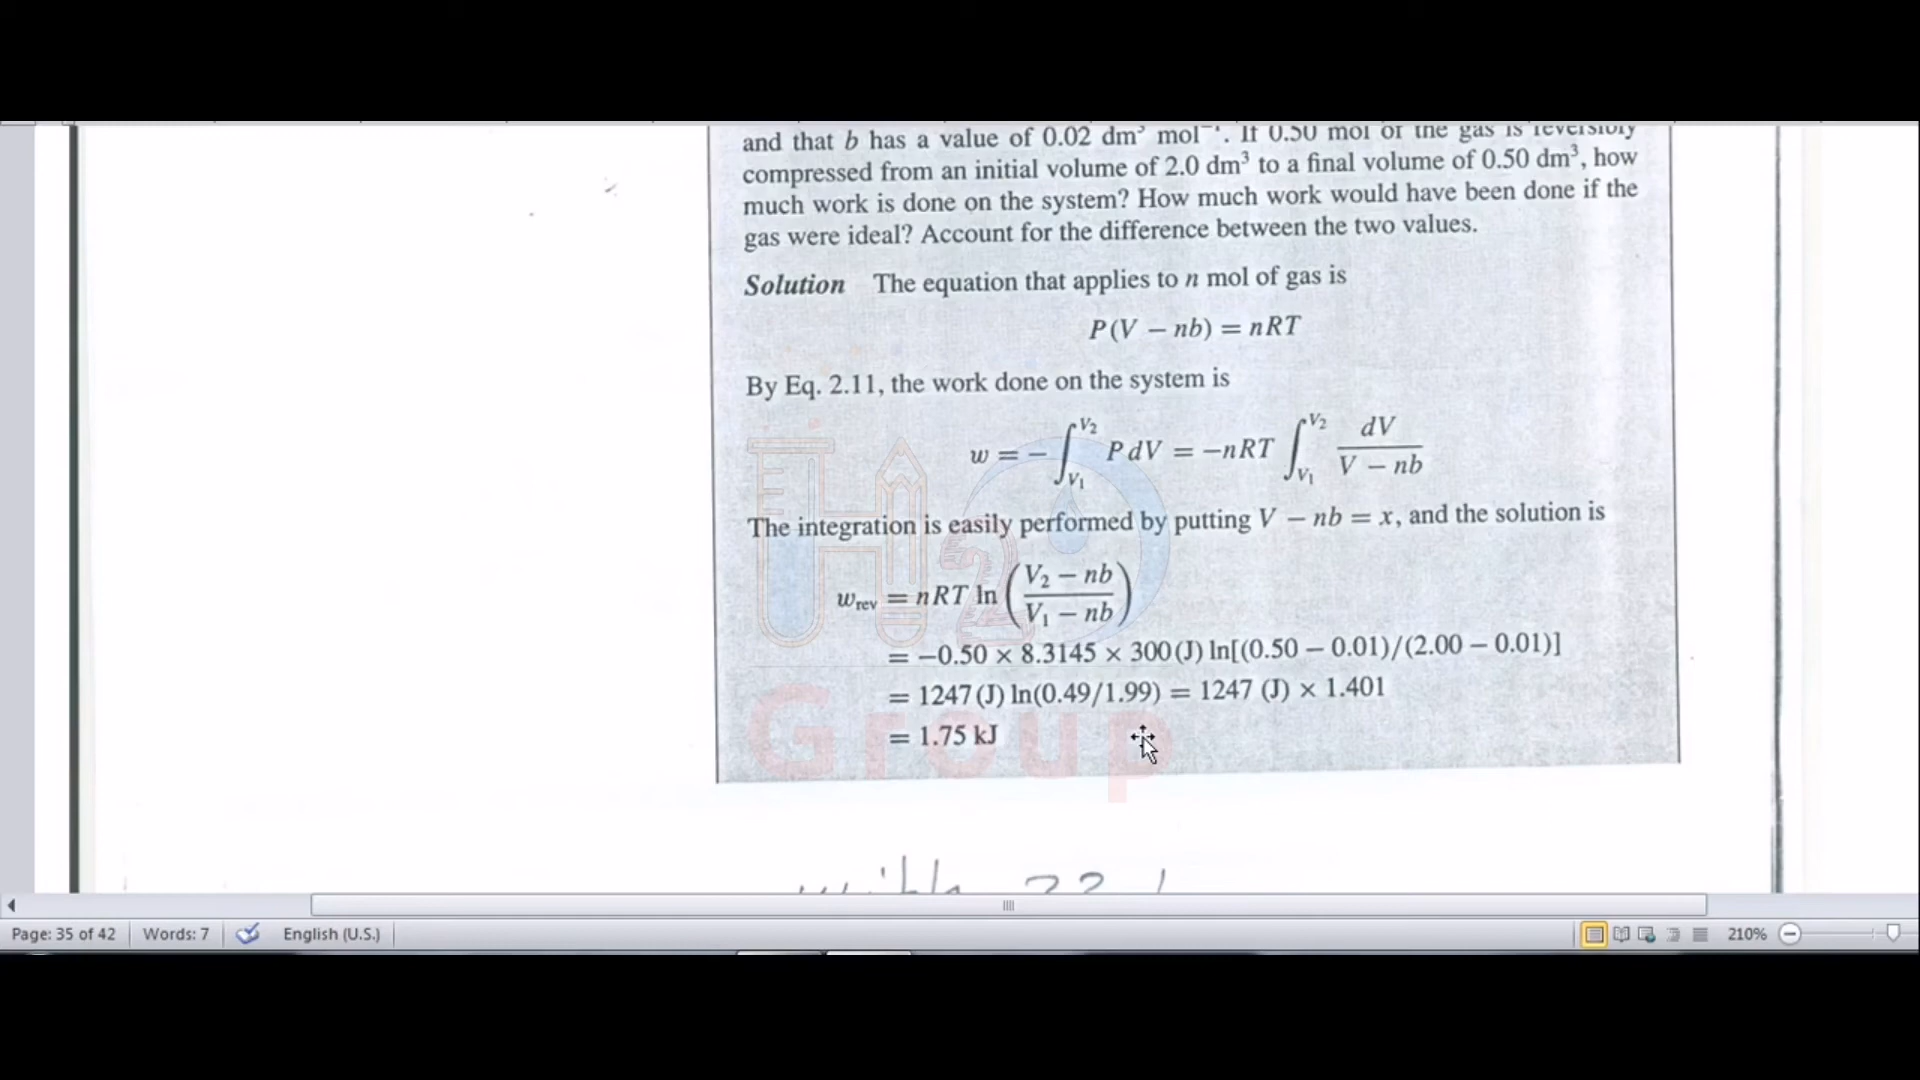 and that b has a value of 0.02 dm³ mol⁻¹. If 0.50 mol of the gas is reversibly
compressed from an initial volume of 2.0 dm³ to a final volume of 0.50 dm³, how
much work is done on the system? How much work would have been done if the
gas were ideal? Account for the difference between the two values.
Solution The equation that applies to n mol of gas is
P(V − nb) = nRT
By Eq. 2.11, the work done on the system is
w = −∫_{V₁}^{V₂} P dV = −nRT ∫_{V₁}^{V₂} dV / (V − nb)
The integration is easily performed by putting V − nb = x, and the solution is
w_rev = nRT ln((V₂ − nb) / (V₁ − nb))
= −0.50 × 8.3145 × 300 (J) ln[(0.50 − 0.01)/(2.00 − 0.01)]
= 1247 (J) ln(0.49/1.99) = 1247 (J) × 1.401
= 1.75 kJ
H2O
Group
Page: 35 of 42 Words: 7 English (U.S.) 210%